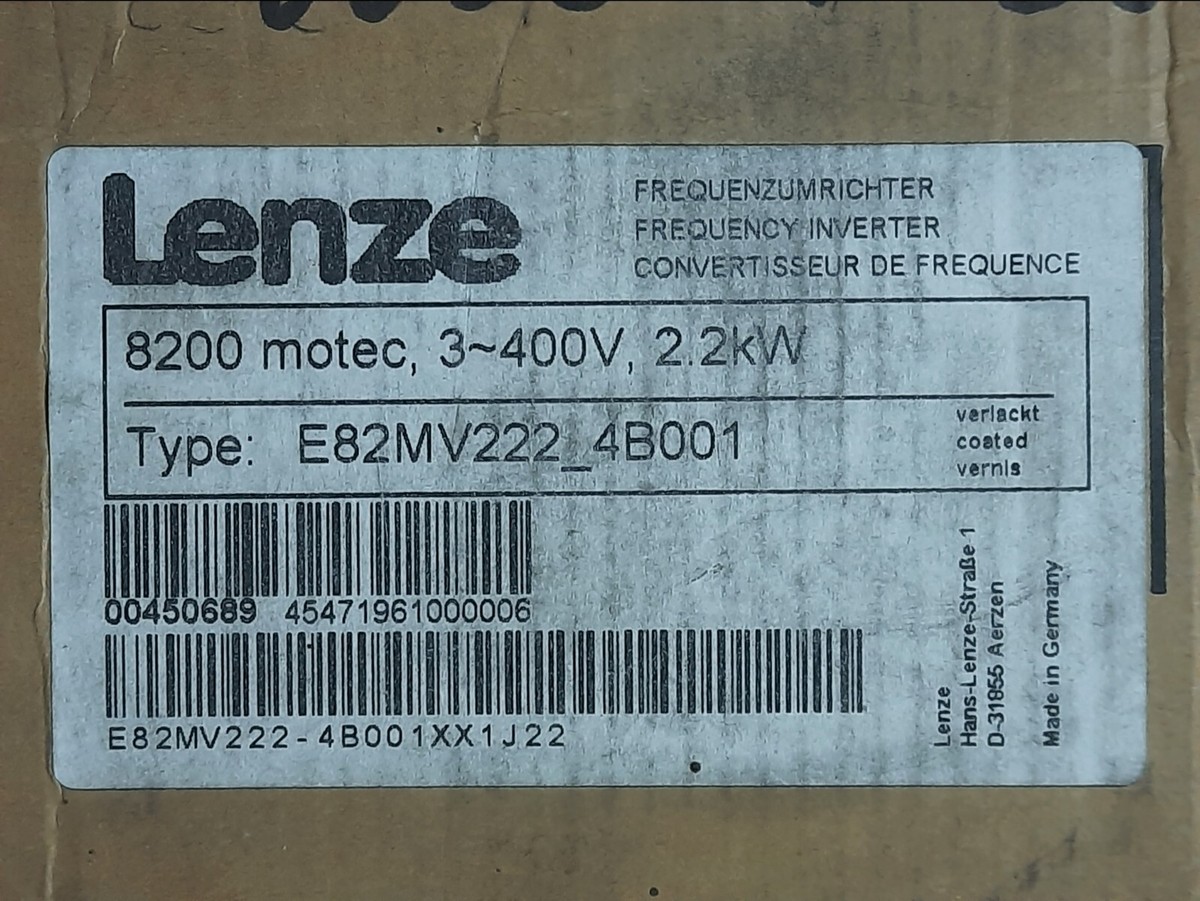 Lenze
FREQUENZUMRICHTER
FREQUENCY INVERTER
CONVERTISSEUR DE FREQUENCE
8200 motec, 3~400V, 2.2kW
Type: E82MV222_4B001
verlackt
coated
vernis
00450689 45471961000006
E82MV222-4B001XX1J22
Lenze
Hans-Lenze-Straße 1
D-31855 Aerzen
Made in Germany